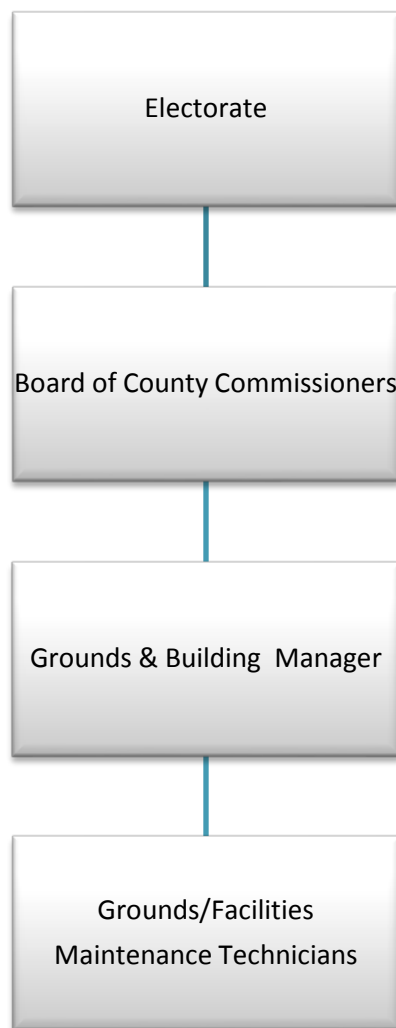 Electorate
Board of County Commissioners
Grounds & Building  Manager
Grounds/Facilities
Maintenance Technicians